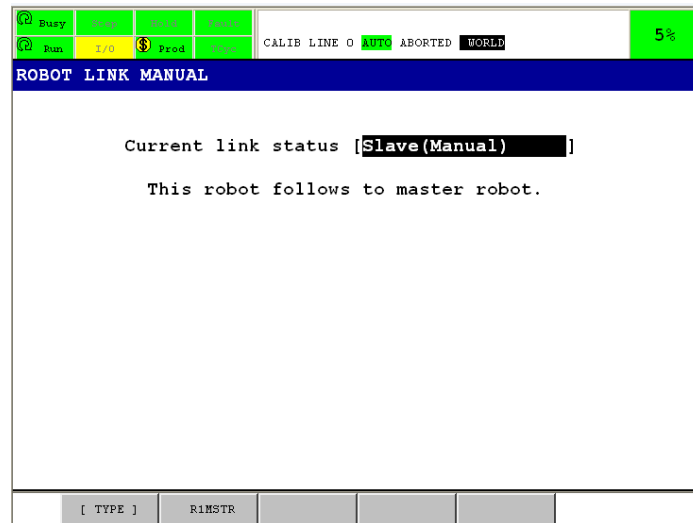 Busy Step Hold Fault
Run I/O Prod TCyc
CALIB LINE 0 AUTO ABORTED WORLD
5%
ROBOT LINK MANUAL
Current link status [Slave(Manual) ]
This robot follows to master robot.
[ TYPE ] R1MSTR